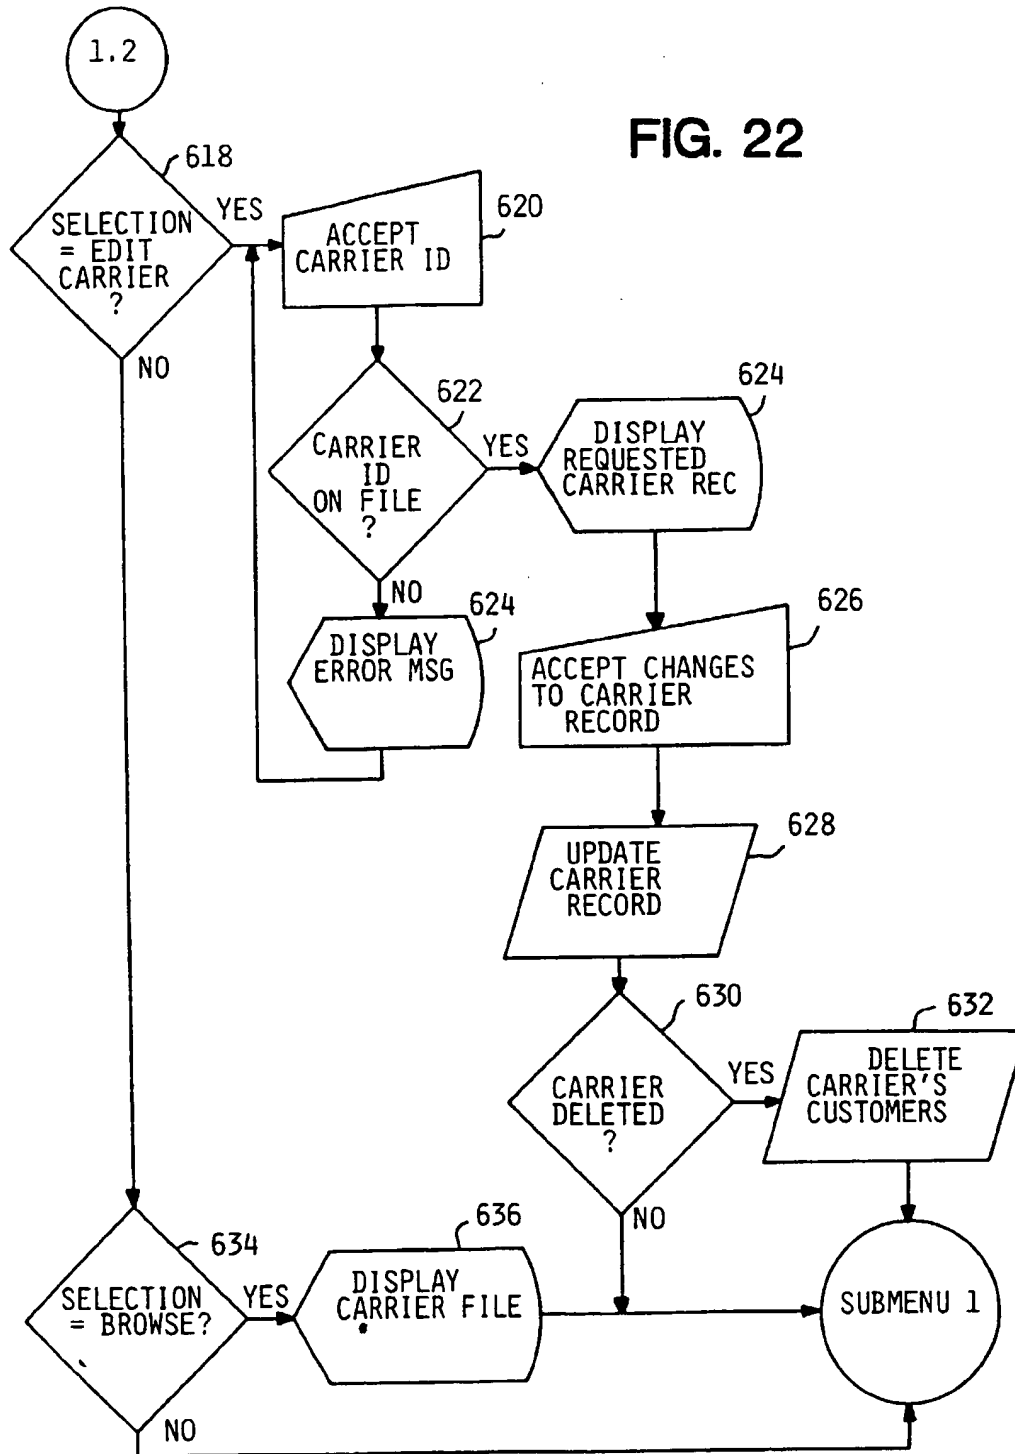 1.2
FIG. 22
618
SELECTION
= EDIT
CARRIER
?
YES
NO
620
ACCEPT
CARRIER ID
622
CARRIER
ID
ON FILE
?
YES
NO
624
DISPLAY
REQUESTED
CARRIER REC
624
DISPLAY
ERROR MSG
626
ACCEPT CHANGES
TO CARRIER
RECORD
628
UPDATE
CARRIER
RECORD
630
CARRIER
DELETED
?
YES
NO
632
DELETE
CARRIER'S
CUSTOMERS
634
SELECTION
= BROWSE?
YES
NO
636
DISPLAY
CARRIER FILE
SUBMENU 1